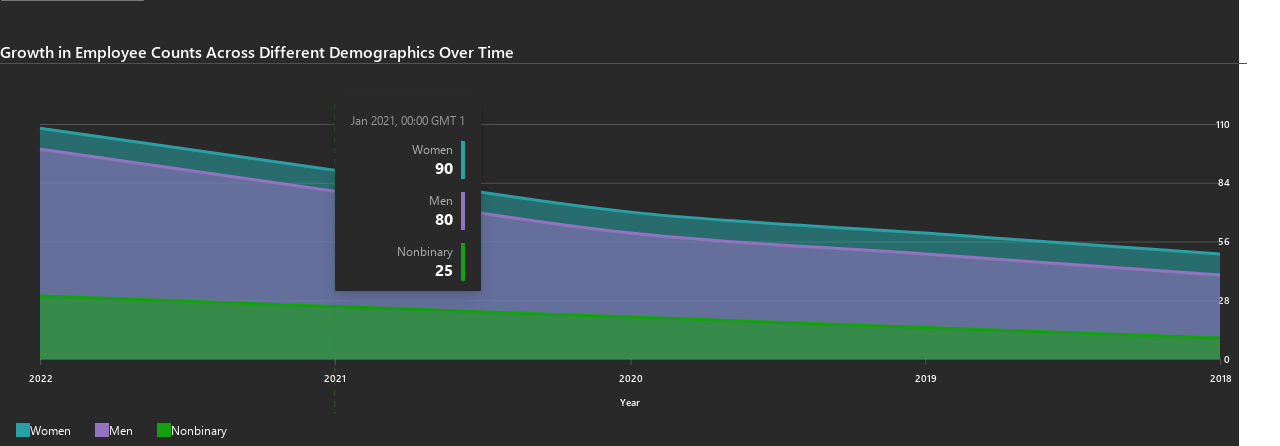 Growth in Employee Counts Across Different Demographics Over Time
Jan 2021, 00:00 GMT 1
Women
90
Men
80
Nonbinary
25
110
84
56
28
0
2022 2021 2020 2019 2018
Year
Women Men Nonbinary